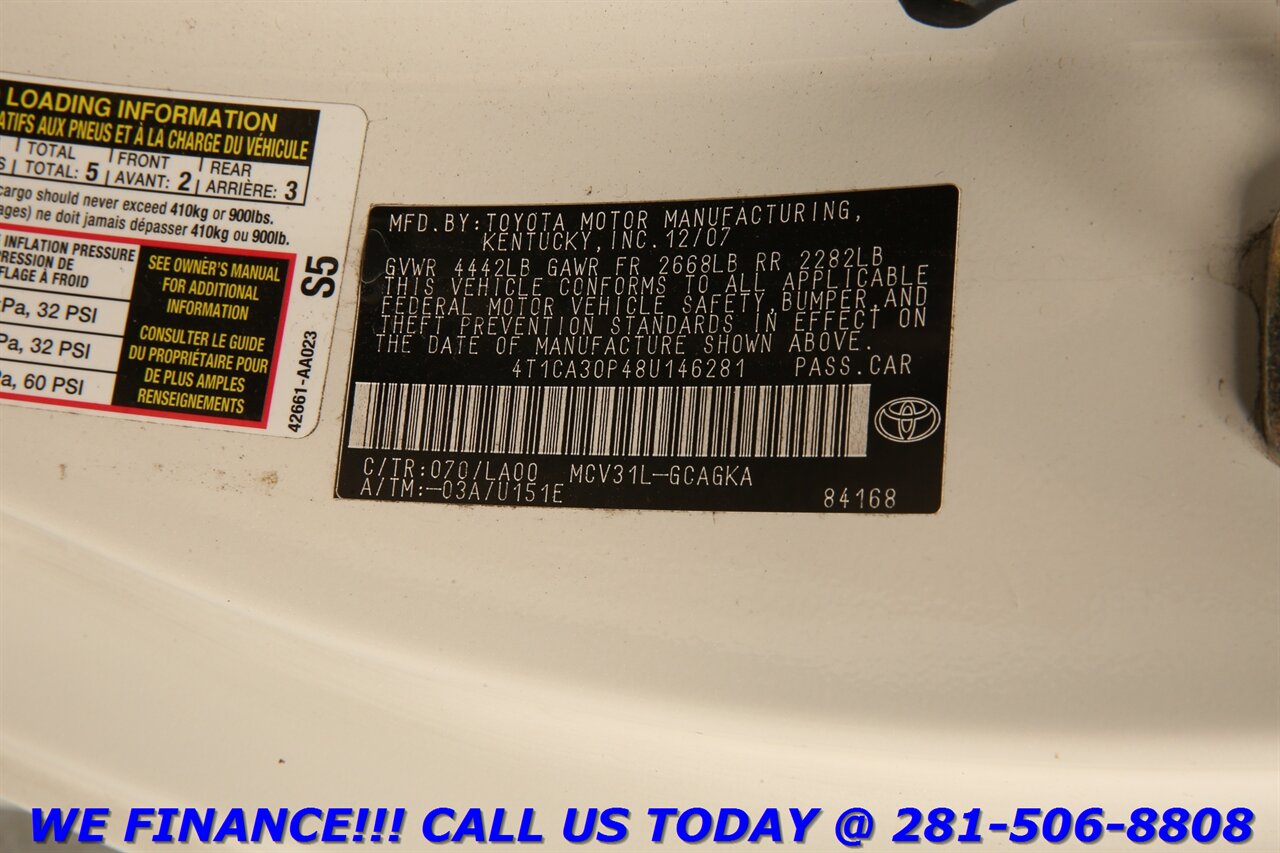 LOADING INFORMATION
AUX PNEUS ET À LA CHARGE DU VÉHICULE
TOTAL FRONT REAR
TOTAL: 5 AVANT: 2 ARRIÈRE: 3
cargo should never exceed 410kg or 900lbs.
ne doit jamais dépasser 410kg ou 900lb.
INFLATION PRESSURE
DE
À FROID
32 PSI
32 PSI
60 PSI
SEE OWNER'S MANUAL
FOR ADDITIONAL
INFORMATION
CONSULTER LE GUIDE
DU PROPRIÉTAIRE POUR
DE PLUS AMPLES
RENSEIGNEMENTS
S5
42661-AA023
MFD. BY: TOYOTA MOTOR MANUFACTURING,
KENTUCKY, INC. 12/07
GVWR 4442LB GAWR FR 2668LB RR 2282LB
THIS VEHICLE CONFORMS TO ALL APPLICABLE
FEDERAL MOTOR VEHICLE SAFETY, BUMPER, AND
THEFT PREVENTION STANDARDS IN EFFECT ON
THE DATE OF MANUFACTURE SHOWN ABOVE.
4T1CA30P48U146281 PASS.CAR
C/TR:070/LA00 MCV31L-GCAGKA
A/TM:-03A/U151E 84168
WE FINANCE!!! CALL US TODAY @ 281-506-8808